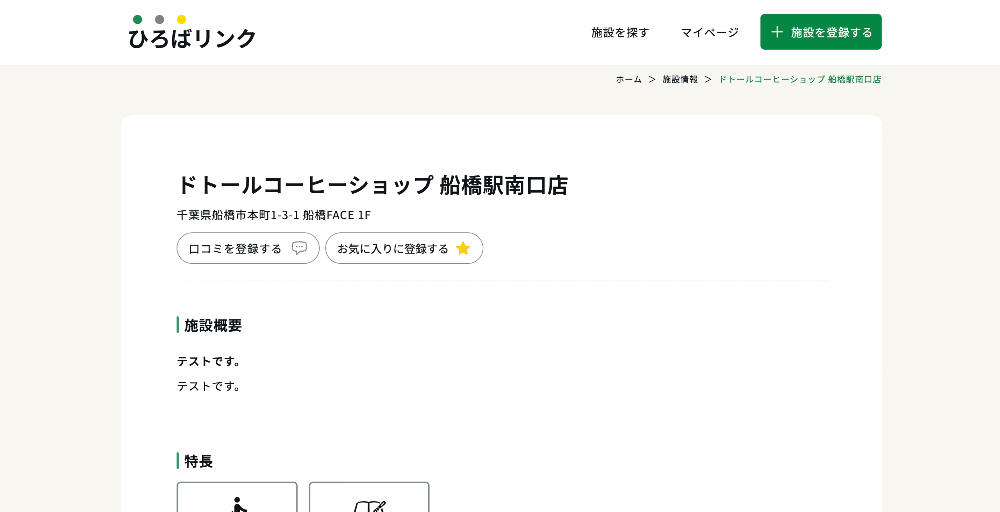 ひろばリンク
施設を探す
マイページ
施設を登録する
ホーム > 施設情報 > ドトールコーヒーショップ 船橋駅南口店
ドトールコーヒーショップ 船橋駅南口店
千葉県船橋市本町1-3-1 船橋FACE 1F
口コミを登録する
お気に入りに登録する
施設概要
テストです。
テストです。
特長